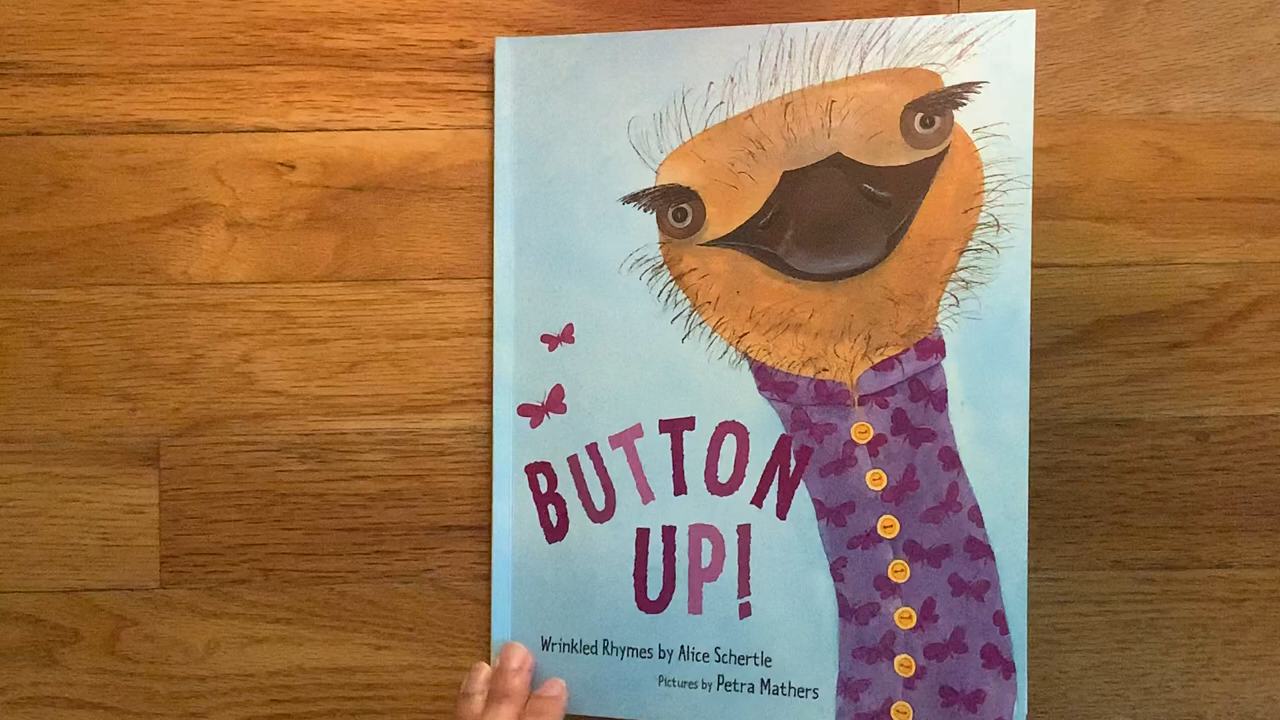 BUTTON
UP!
Wrinkled Rhymes by Alice Schertle
Pictures by Petra Mathers